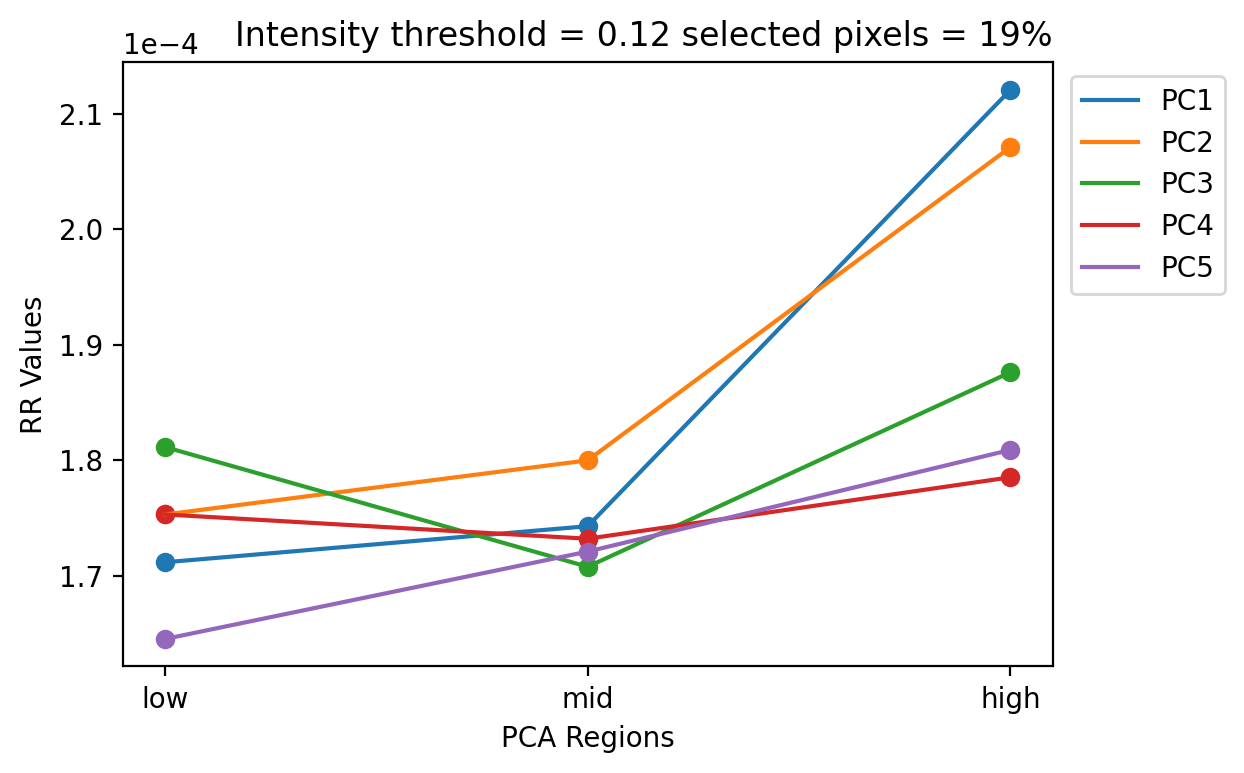 1e−4
Intensity threshold = 0.12 selected pixels = 19%
2.1
2.0
1.9
1.8
1.7
RR Values
low
mid
high
PCA Regions
PC1
PC2
PC3
PC4
PC5